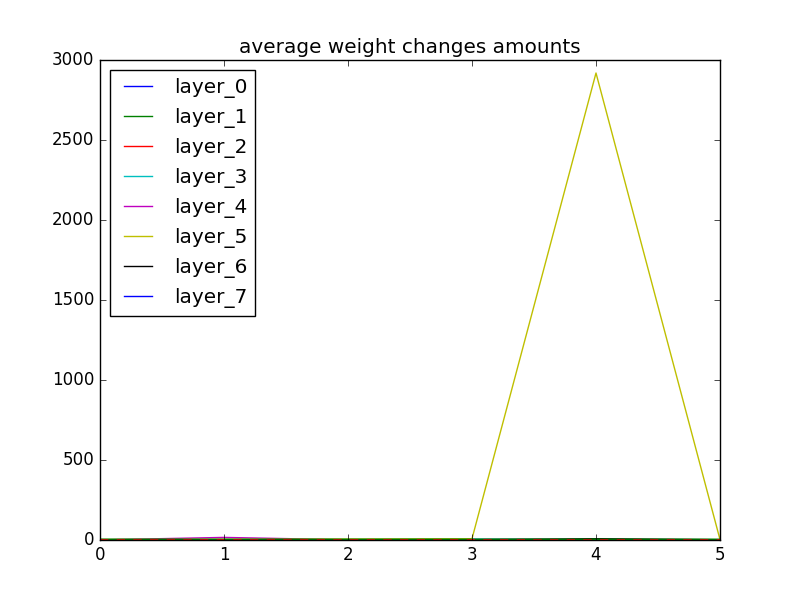 average weight changes amounts
3000
2500
2000
1500
1000
500
0
layer_0
layer_1
layer_2
layer_3
layer_4
layer_5
layer_6
layer_7
0 1 2 3 4 5